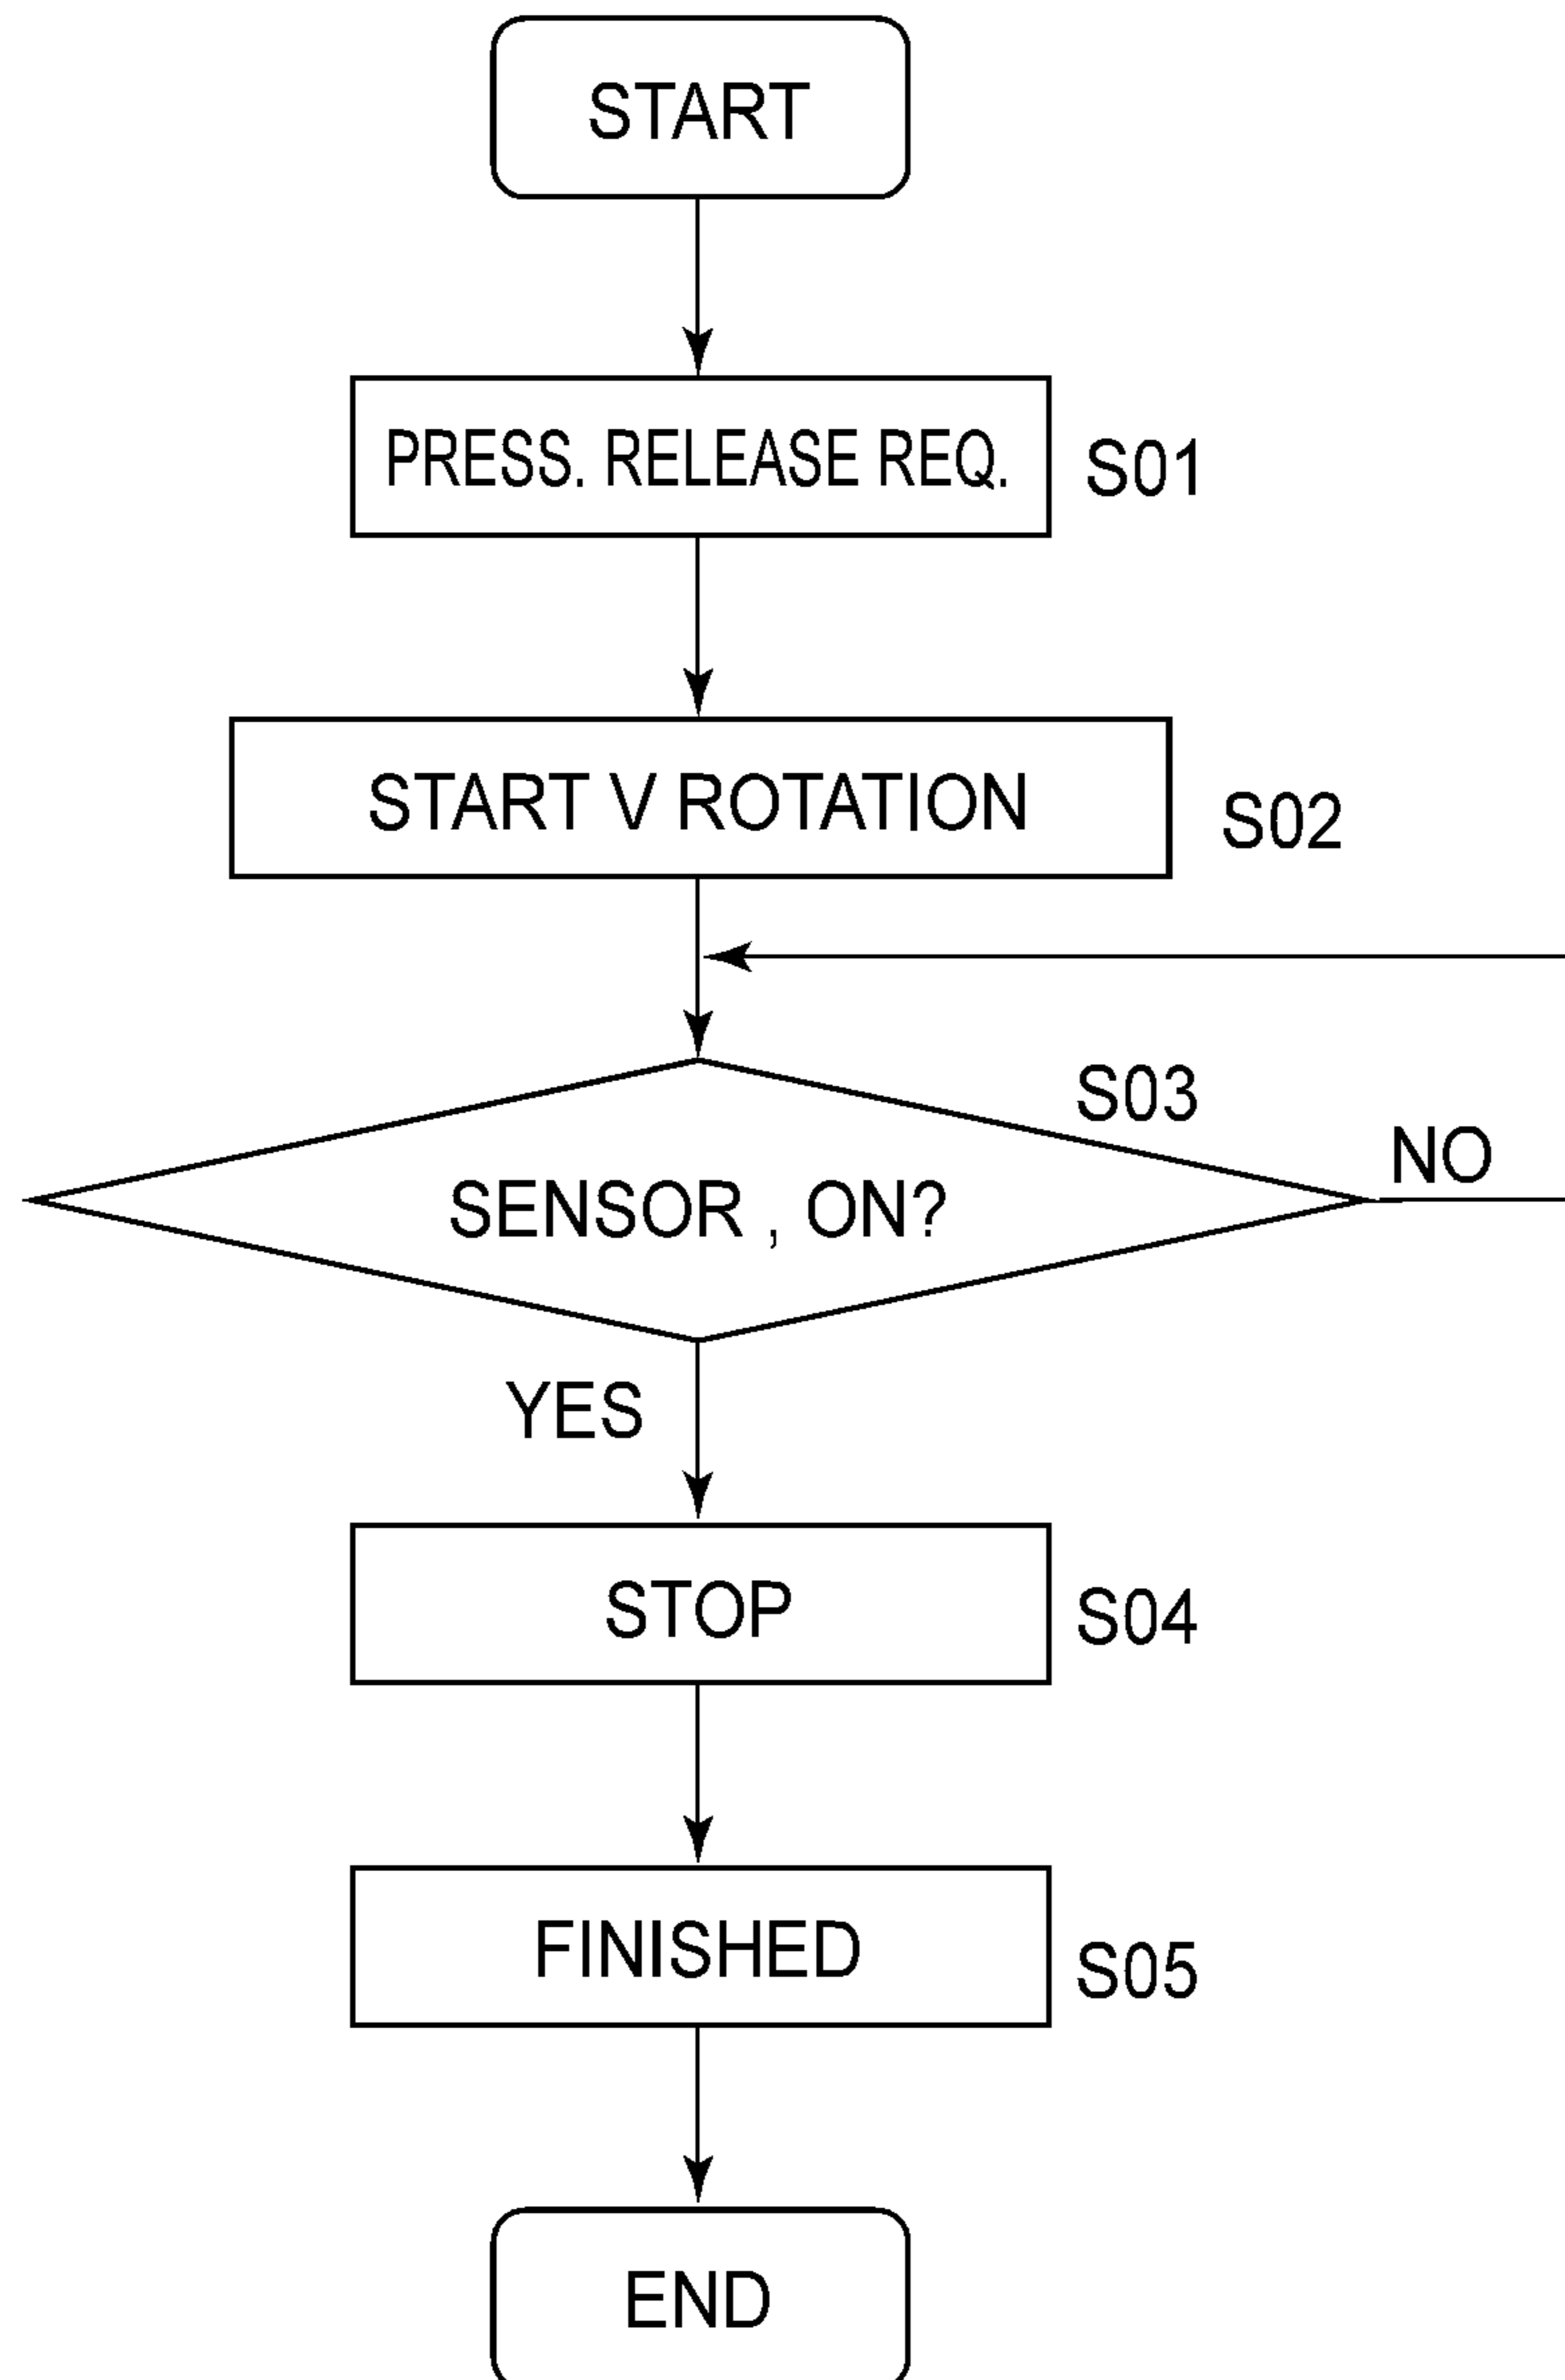 START
PRESS. RELEASE REQ.
S01
START V ROTATION
S02
S03
NO
SENSOR , ON?
YES
STOP
S04
FINISHED
S05
END